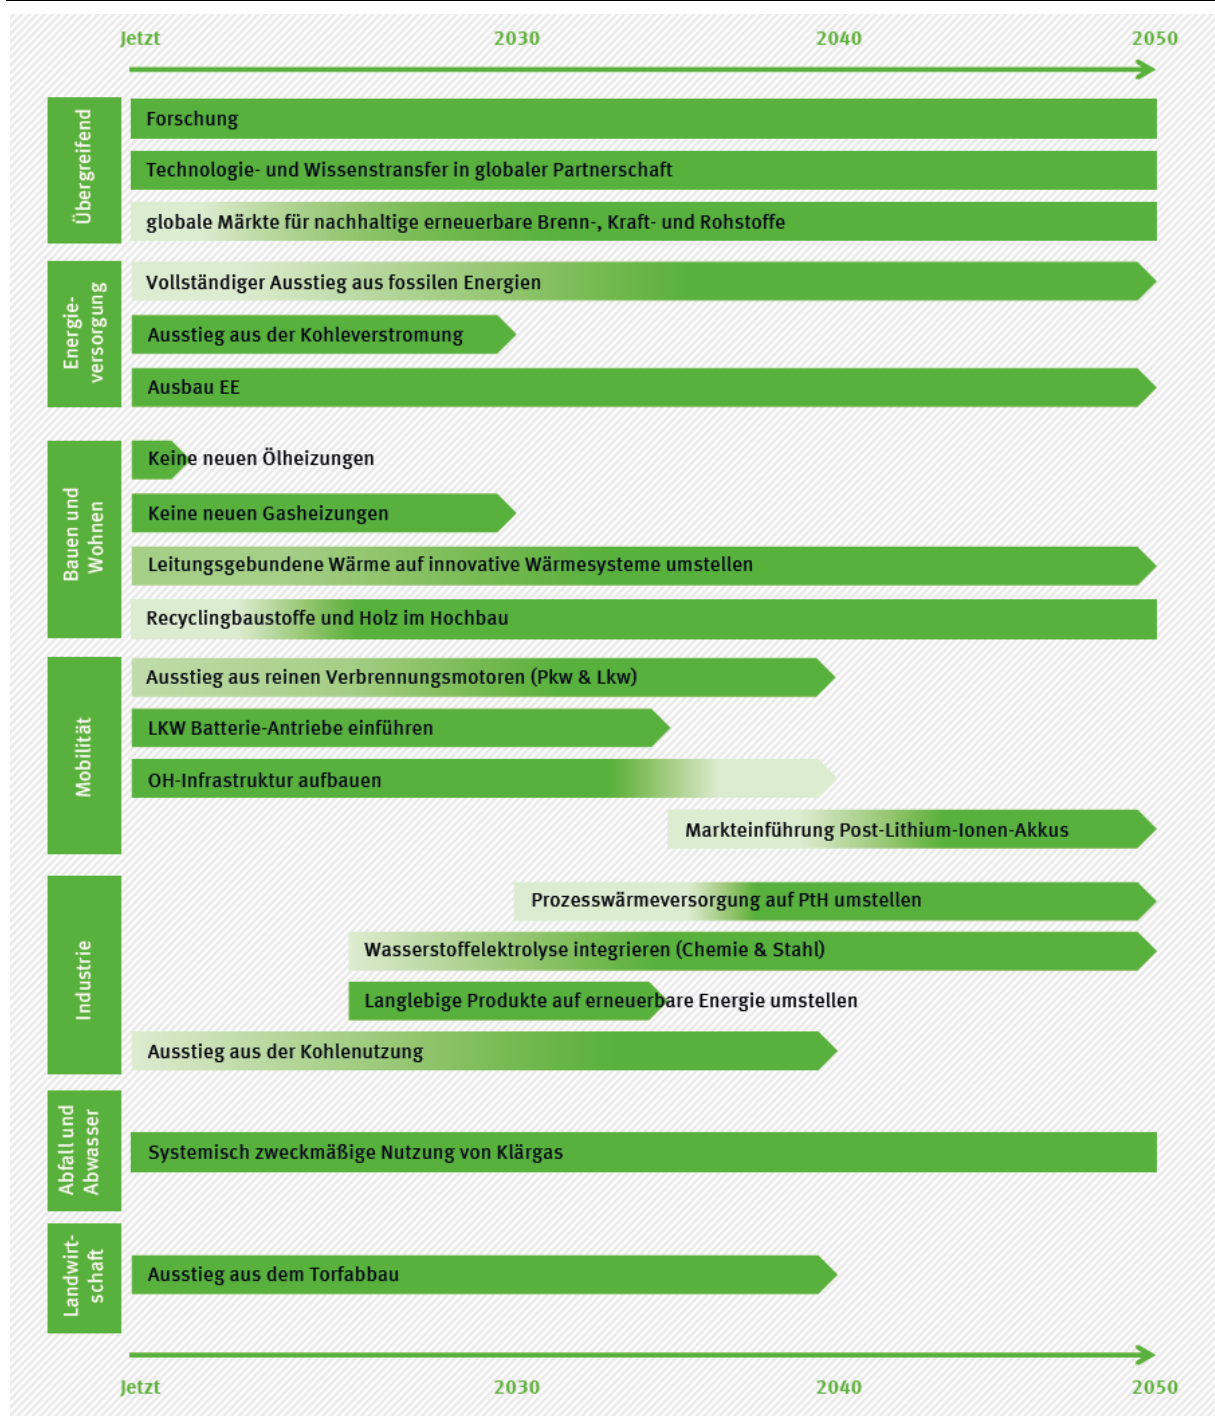 Jetzt 2030 2040 2050
Übergreifend
Forschung
Technologie- und Wissenstransfer in globaler Partnerschaft
globale Märkte für nachhaltige erneuerbare Brenn-, Kraft- und Rohstoffe
Energie-
versorgung
Vollständiger Ausstieg aus fossilen Energien
Ausstieg aus der Kohleverstromung
Ausbau EE
Bauen und
Wohnen
Keine neuen Ölheizungen
Keine neuen Gasheizungen
Leitungsgebundene Wärme auf innovative Wärmesysteme umstellen
Recyclingbaustoffe und Holz im Hochbau
Mobilität
Ausstieg aus reinen Verbrennungsmotoren (Pkw & Lkw)
LKW Batterie-Antriebe einführen
OH-Infrastruktur aufbauen
Markteinführung Post-Lithium-Ionen-Akkus
Industrie
Prozesswärmeversorgung auf PtH umstellen
Wasserstoffelektrolyse integrieren (Chemie & Stahl)
Langlebige Produkte auf erneuerbare Energie umstellen
Ausstieg aus der Kohlenutzung
Abfall und
Abwasser
Systemisch zweckmäßige Nutzung von Klärgas
Landwirt-
schaft
Ausstieg aus dem Torfabbau
Jetzt 2030 2040 2050